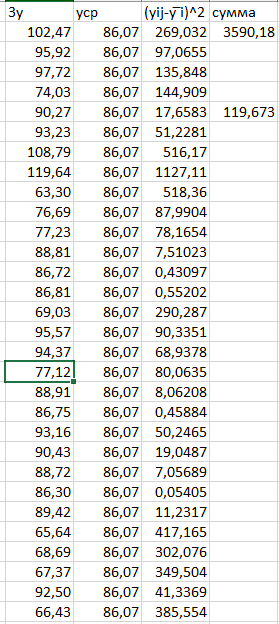 3у уср (yij-y ̅i)^2 сумма
102,47 86,07 269,032 3590,18
95,92 86,07 97,0655
97,72 86,07 135,848
74,03 86,07 144,909
90,27 86,07 17,6583 119,673
93,23 86,07 51,2281
108,79 86,07 516,17
119,64 86,07 1127,11
63,30 86,07 518,36
76,69 86,07 87,9904
77,23 86,07 78,1654
88,81 86,07 7,51023
86,72 86,07 0,43097
86,81 86,07 0,55202
69,03 86,07 290,287
95,57 86,07 90,3351
94,37 86,07 68,9378
77,12 86,07 80,0635
88,91 86,07 8,06208
86,75 86,07 0,45884
93,16 86,07 50,2465
90,43 86,07 19,0487
88,72 86,07 7,05689
86,30 86,07 0,05405
89,42 86,07 11,2317
65,64 86,07 417,165
68,69 86,07 302,076
67,37 86,07 349,504
92,50 86,07 41,3369
66,43 86,07 385,554